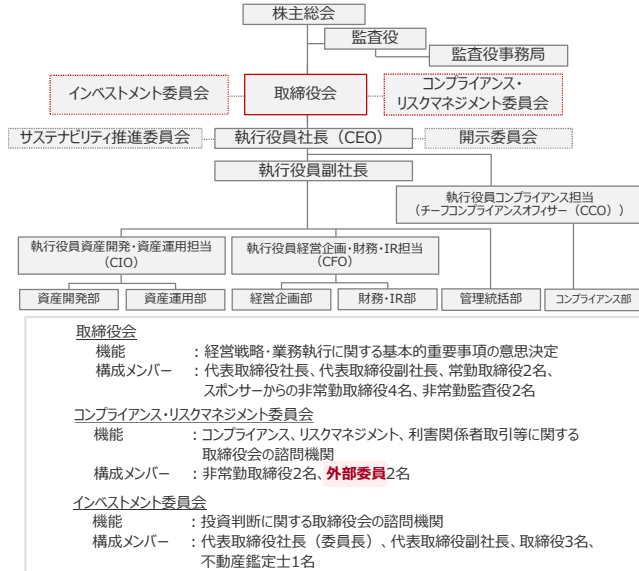 株主総会
監査役
監査役事務局
インベストメント委員会
取締役会
コンプライアンス・
リスクマネジメント委員会
サステナビリティ推進委員会
執行役員社長（CEO）
開示委員会
執行役員副社長
執行役員コンプライアンス担当
（チーフコンプライアンスオフィサー（CCO））
執行役員資産開発・資産運用担当
（CIO）
執行役員経営企画・財務・IR担当
（CFO）
資産開発部
資産運用部
経営企画部
財務・IR部
管理統括部
コンプライアンス部
取締役会
機能 ：経営戦略・業務執行に関する基本的重要事項の意思決定
構成メンバー ：代表取締役社長、代表取締役副社長、常勤取締役2名、
スポンサーからの非常勤取締役4名、非常勤監査役2名
コンプライアンス・リスクマネジメント委員会
機能 ：コンプライアンス、リスクマネジメント、利害関係者取引等に関する
取締役会の諮問機関
構成メンバー ：非常勤取締役2名、外部委員2名
インベストメント委員会
機能 ：投資判断に関する取締役会の諮問機関
構成メンバー ：代表取締役社長（委員長）、代表取締役副社長、取締役3名、
不動産鑑定士1名